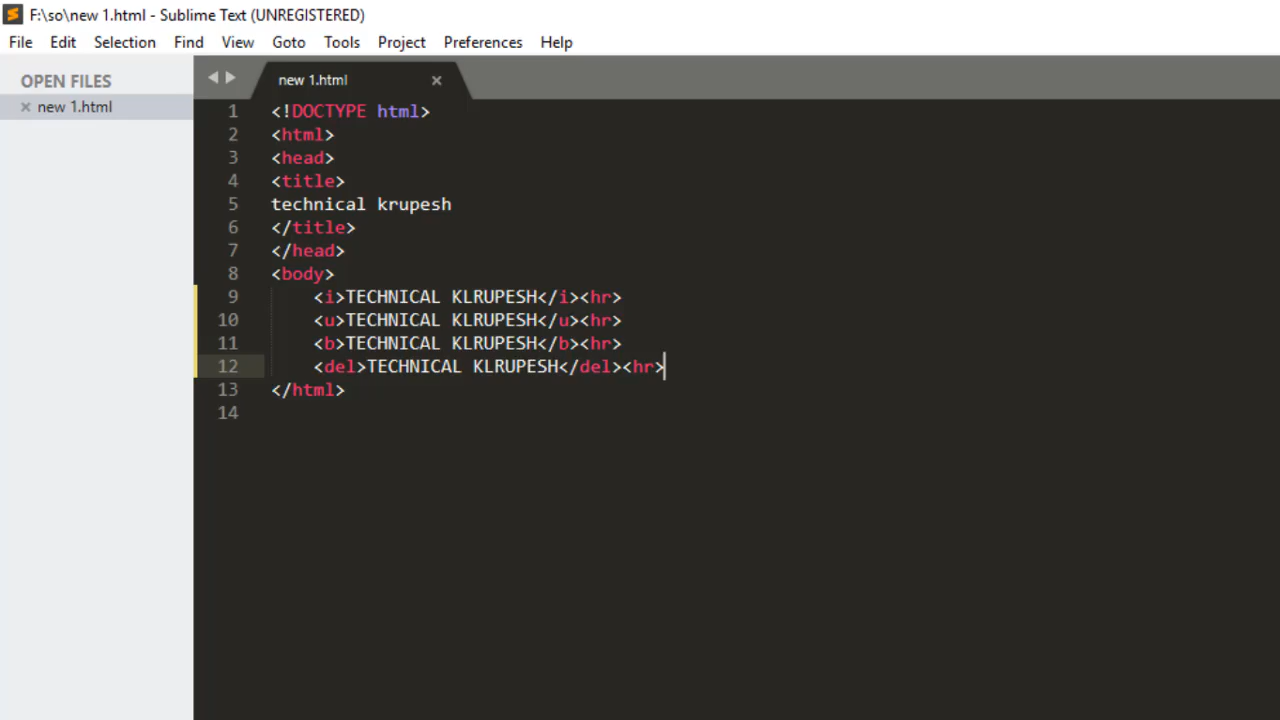 F:\so\new 1.html - Sublime Text (UNREGISTERED)
File Edit Selection Find View Goto Tools Project Preferences Help
OPEN FILES
new 1.html
new 1.html
1 <!DOCTYPE html>
2 <html>
3 <head>
4 <title>
5 technical krupesh
6 </title>
7 </head>
8 <body>
9 <i>TECHNICAL KLRUPESH</i><hr>
10 <u>TECHNICAL KLRUPESH</u><hr>
11 <b>TECHNICAL KLRUPESH</b><hr>
12 <del>TECHNICAL KLRUPESH</del><hr>
13 </html>
14